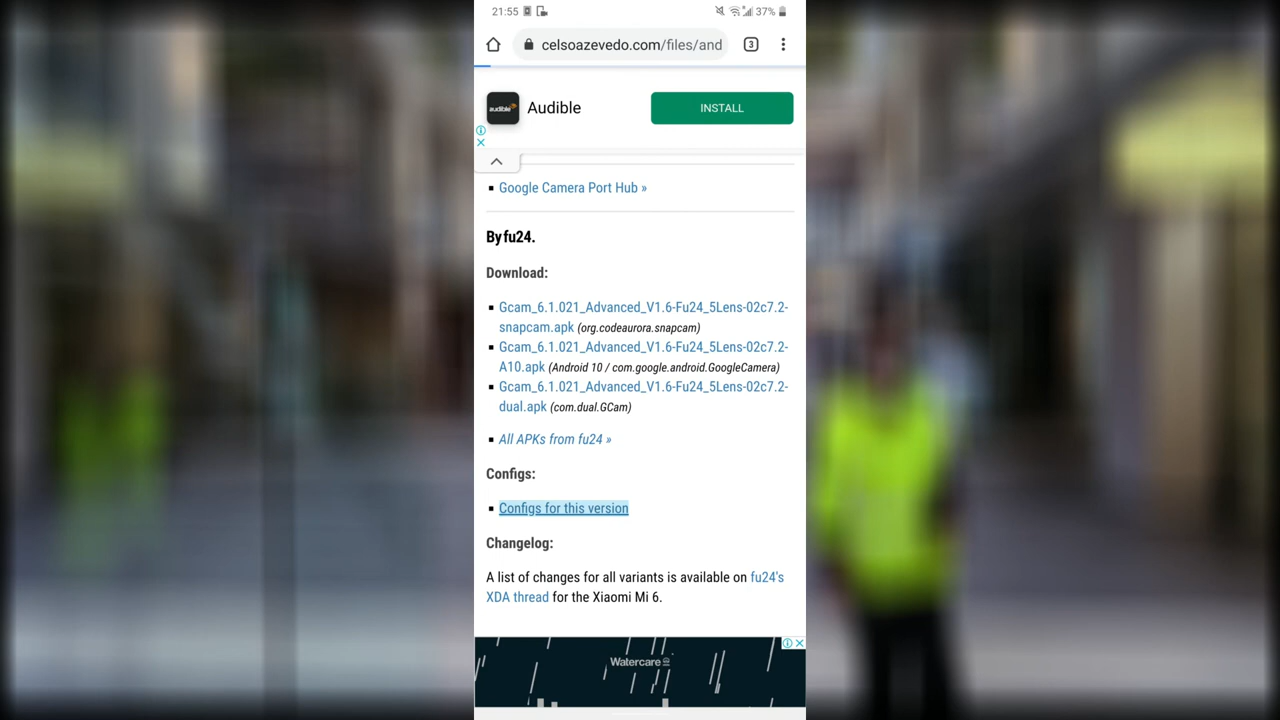 21:55 37%
celsoazevedo.com/files/and 3
audible
Audible
INSTALL
Google Camera Port Hub »
By fu24.
Download:
Gcam_6.1.021_Advanced_V1.6-Fu24_5Lens-02c7.2-
snapcam.apk (org.codeaurora.snapcam)
Gcam_6.1.021_Advanced_V1.6-Fu24_5Lens-02c7.2-
A10.apk (Android 10 / com.google.android.GoogleCamera)
Gcam_6.1.021_Advanced_V1.6-Fu24_5Lens-02c7.2-
dual.apk (com.dual.GCam)
All APKs from fu24 »
Configs:
Configs for this version
Changelog:
A list of changes for all variants is available on fu24's
XDA thread for the Xiaomi Mi 6.
Watercare